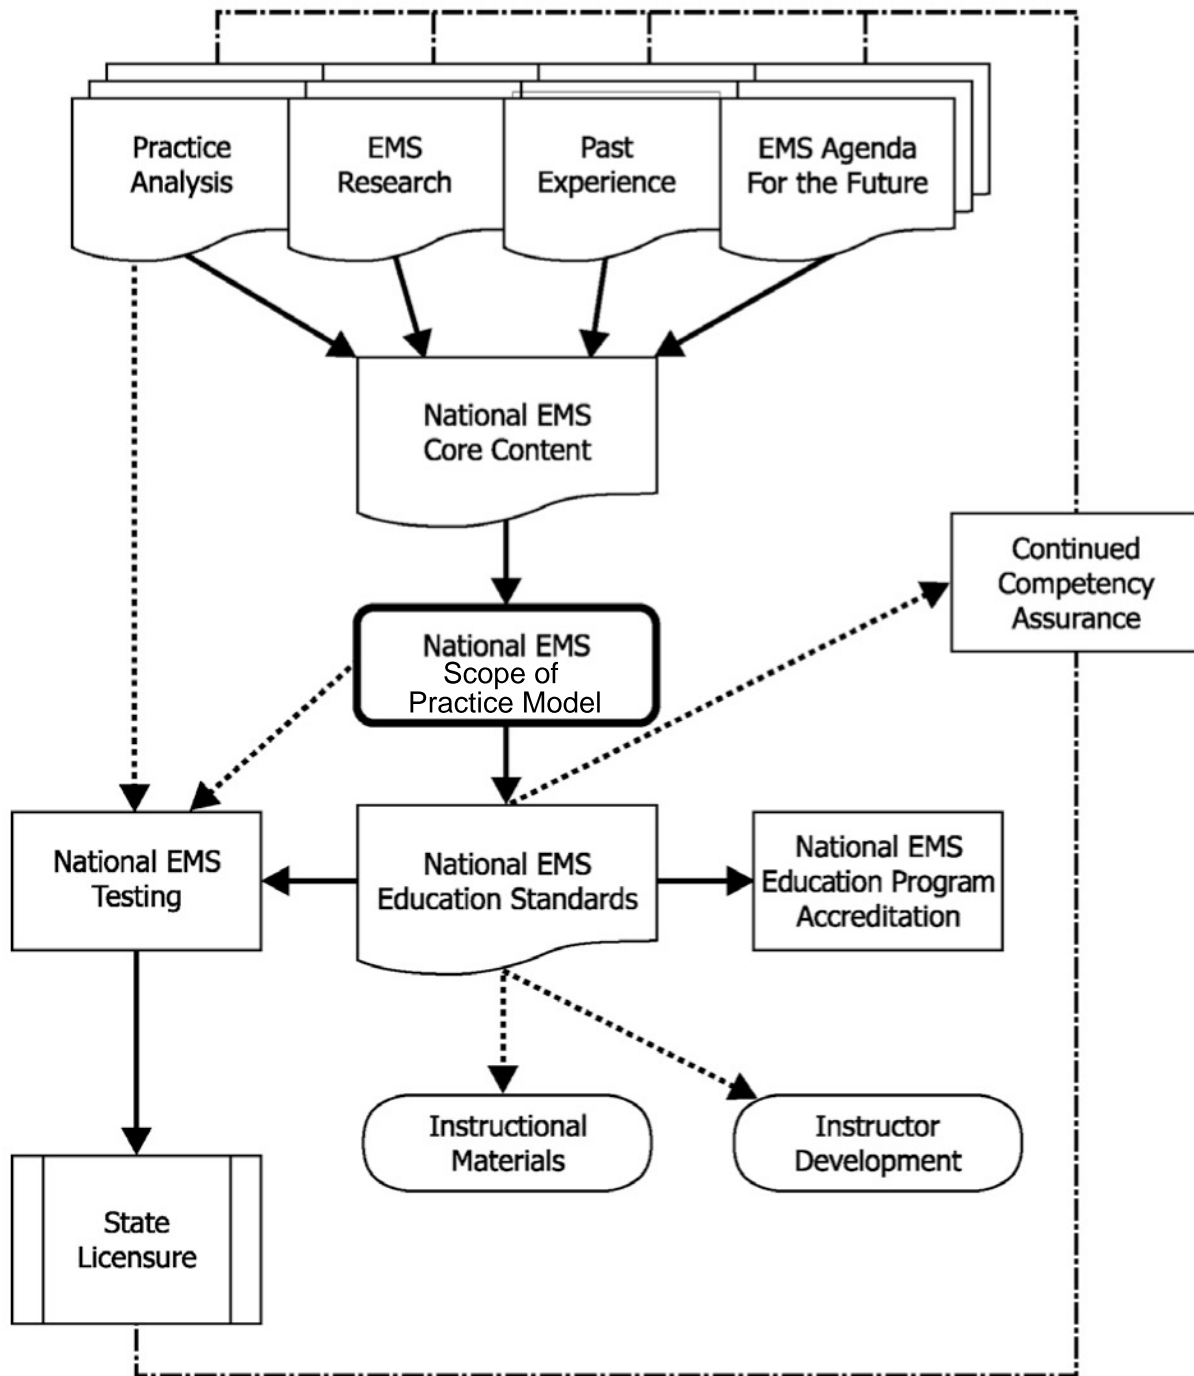 Practice
Analysis
EMS
Research
Past
Experience
EMS Agenda
For the Future
National EMS
Core Content
Continued
Competency
Assurance
National EMS
Scope of
Practice Model
National EMS
Testing
National EMS
Education Standards
National EMS
Education Program
Accreditation
Instructional
Materials
Instructor
Development
State
Licensure